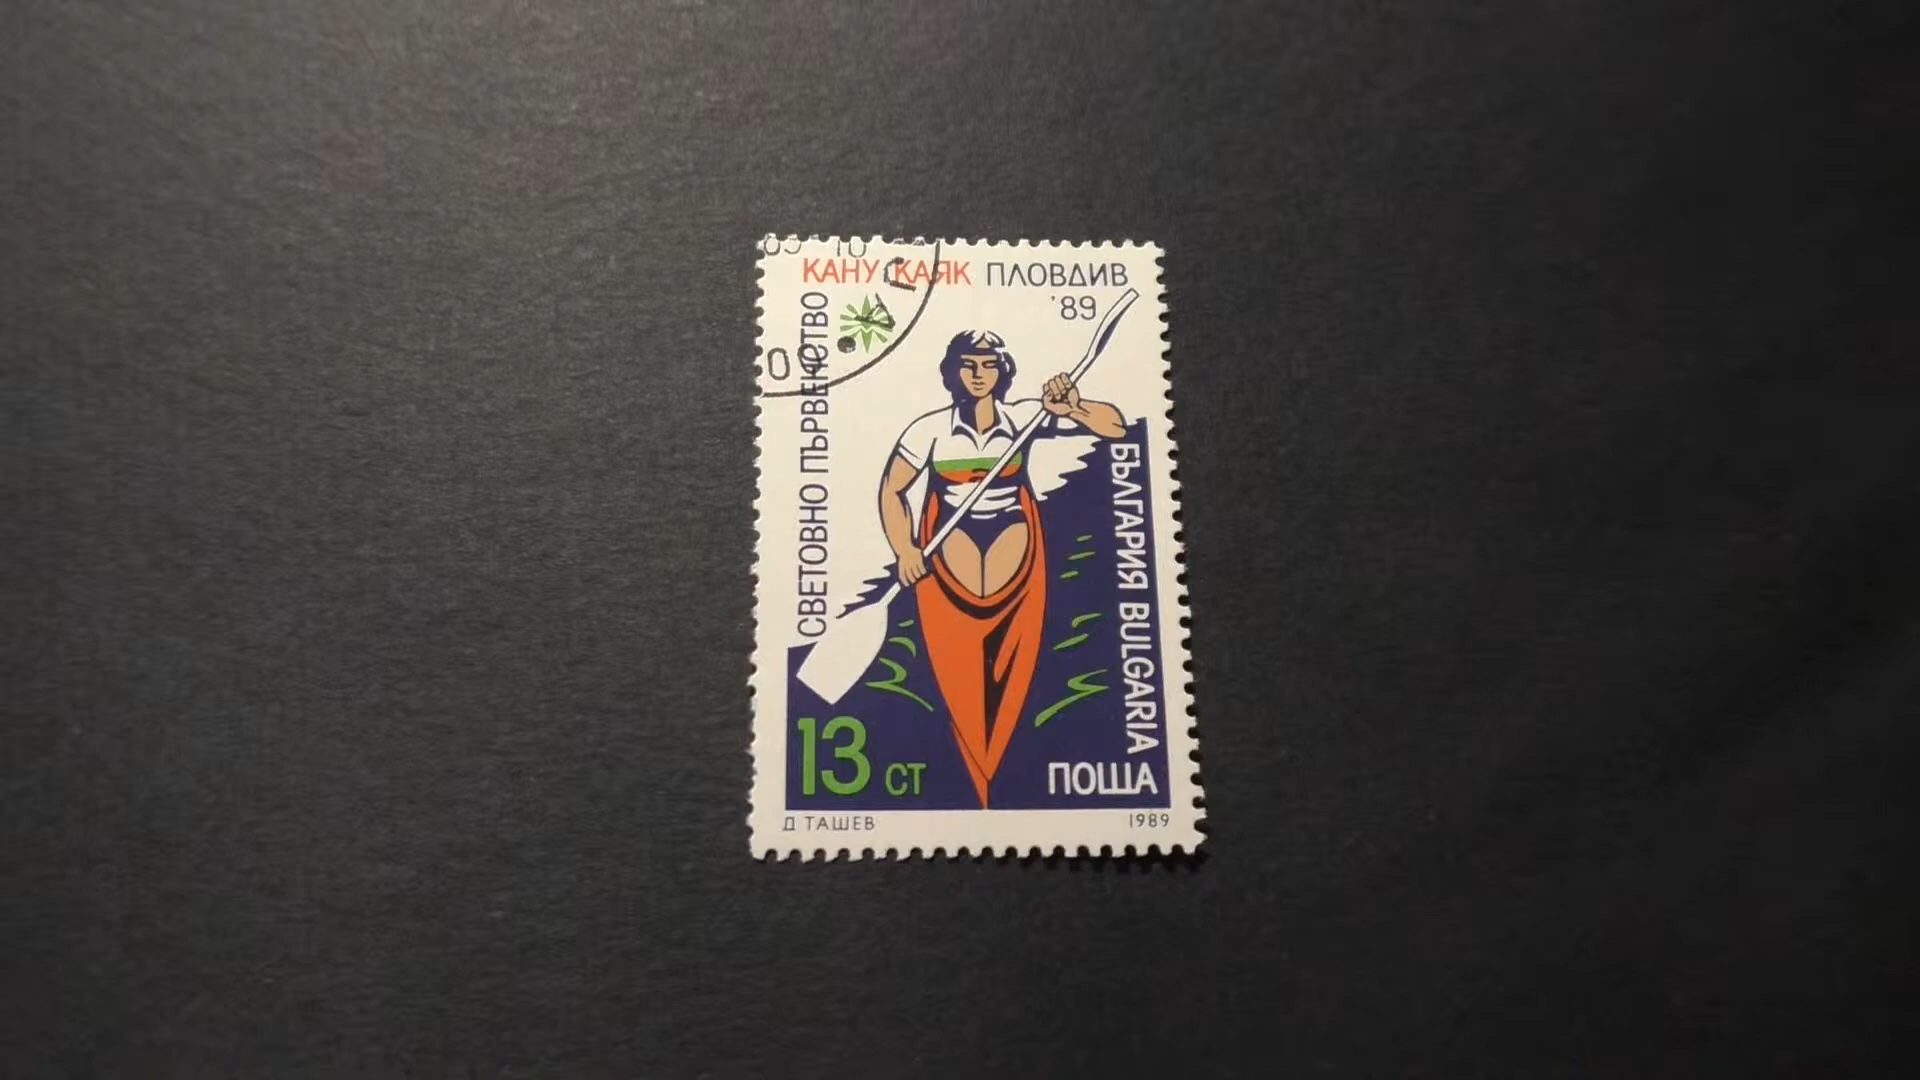 КАНУ КАЯК ПЛОВДИВ
'89
СВЕТОВНО ПЪРВЕНСТВО
БЪЛГАРИЯ BULGARIA
13 СТ
ПОЩА
Д ТАШЕВ
1989